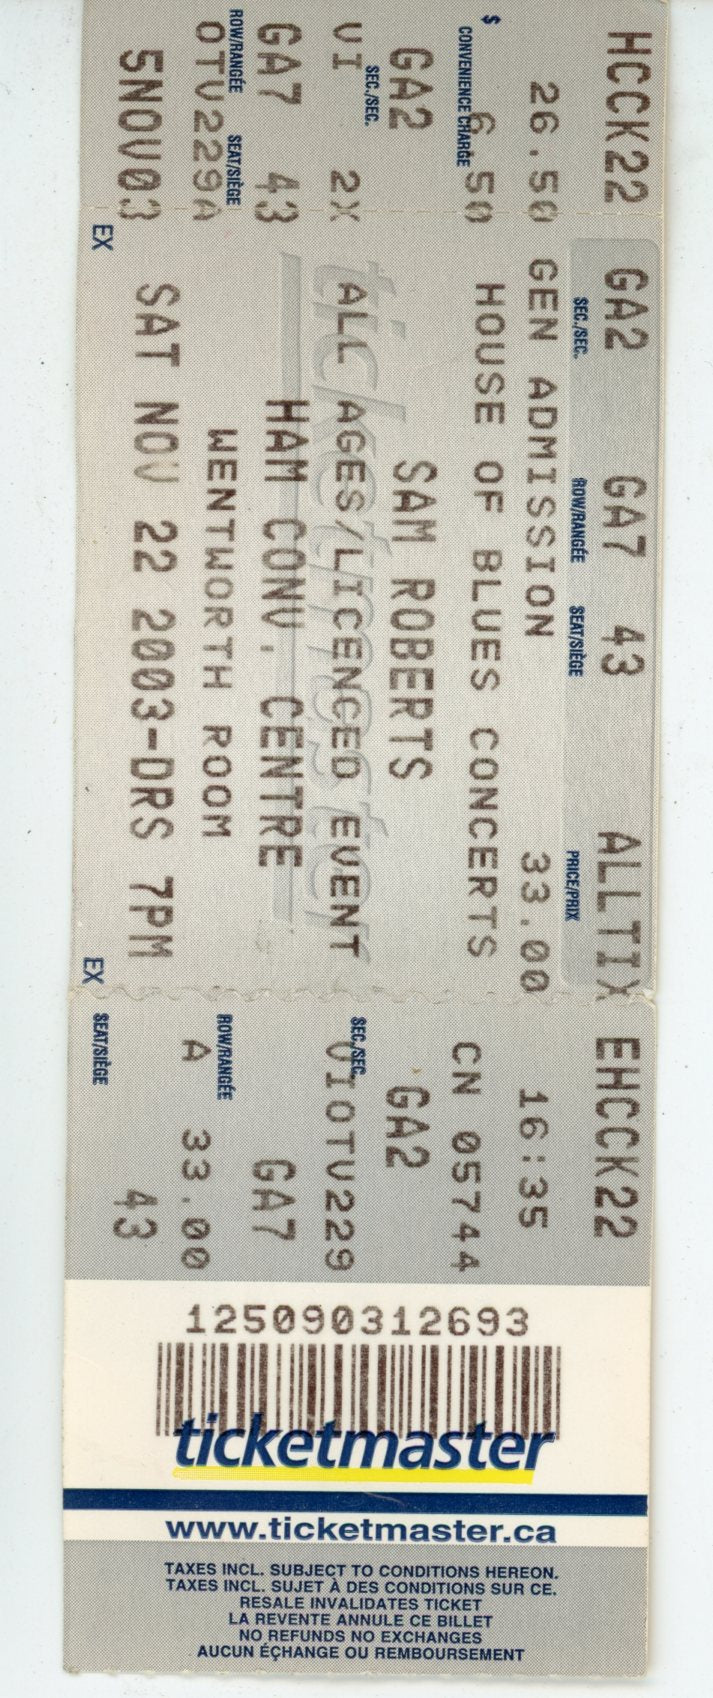 HCCK22 GA2 GA7 43 ALLTIX EHCCK22
SEC./SEC. ROW/RANGÉE SEAT/SIÈGE PRICE/PRIX
26.50 GEN ADMISSION 33.00 16:35
$ CONVENIENCE CHARGE
6.50 HOUSE OF BLUES CONCERTS CN 05744
GA2 SAM ROBERTS GA2
SEC./SEC. SEC./SEC.
VI 2X ALL AGES/LICENCED EVENT VIOTV229
ticketmaster
GA7 43 HAM CONV. CENTRE GA7
ROW/RANGÉE SEAT/SIÈGE ROW/RANGÉE
OTV229A WENTWORTH ROOM A 33.00
5NOV03 SAT NOV 22 2003-DRS 7PM 43
EX EX SEAT/SIÈGE
125090312693
ticketmaster
www.ticketmaster.ca
TAXES INCL. SUBJECT TO CONDITIONS HEREON.
TAXES INCL. SUJET À DES CONDITIONS SUR CE.
RESALE INVALIDATES TICKET
LA REVENTE ANNULE CE BILLET
NO REFUNDS NO EXCHANGES
AUCUN ÉÇHANGE OU REMBOURSEMENT